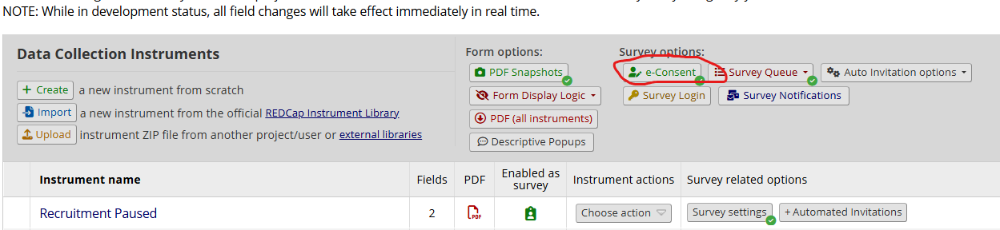 NOTE: While in development status, all field changes will take effect immediately in real time.
Data Collection Instruments
+ Create a new instrument from scratch
Import a new instrument from the official REDCap Instrument Library
Upload instrument ZIP file from another project/user or external libraries
Form options:
PDF Snapshots
Form Display Logic
PDF (all instruments)
Descriptive Popups
Survey options:
e-Consent Survey Queue Auto Invitation options
Survey Login Survey Notifications
Instrument name Fields PDF Enabled as survey Instrument actions Survey related options
Recruitment Paused 2 PDF Choose action Survey settings + Automated Invitations